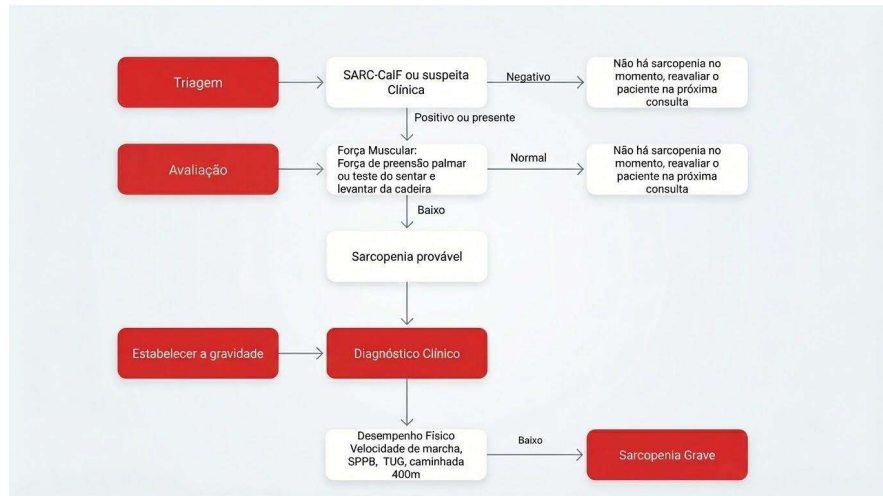 Triagem
SARC-CalF ou suspeita
Clínica
Negativo
Não há sarcopenia no
momento, reavaliar o
paciente na próxima
consulta
Positivo ou presente
Avaliação
Força Muscular:
Força de preensão palmar
ou teste do sentar e
levantar da cadeira
Normal
Não há sarcopenia no
momento, reavaliar o
paciente na próxima
consulta
Baixo
Sarcopenia provável
Estabelecer a gravidade
Diagnóstico Clínico
Desempenho Físico
Velocidade de marcha,
SPPB, TUG, caminhada
400m
Baixo
Sarcopenia Grave